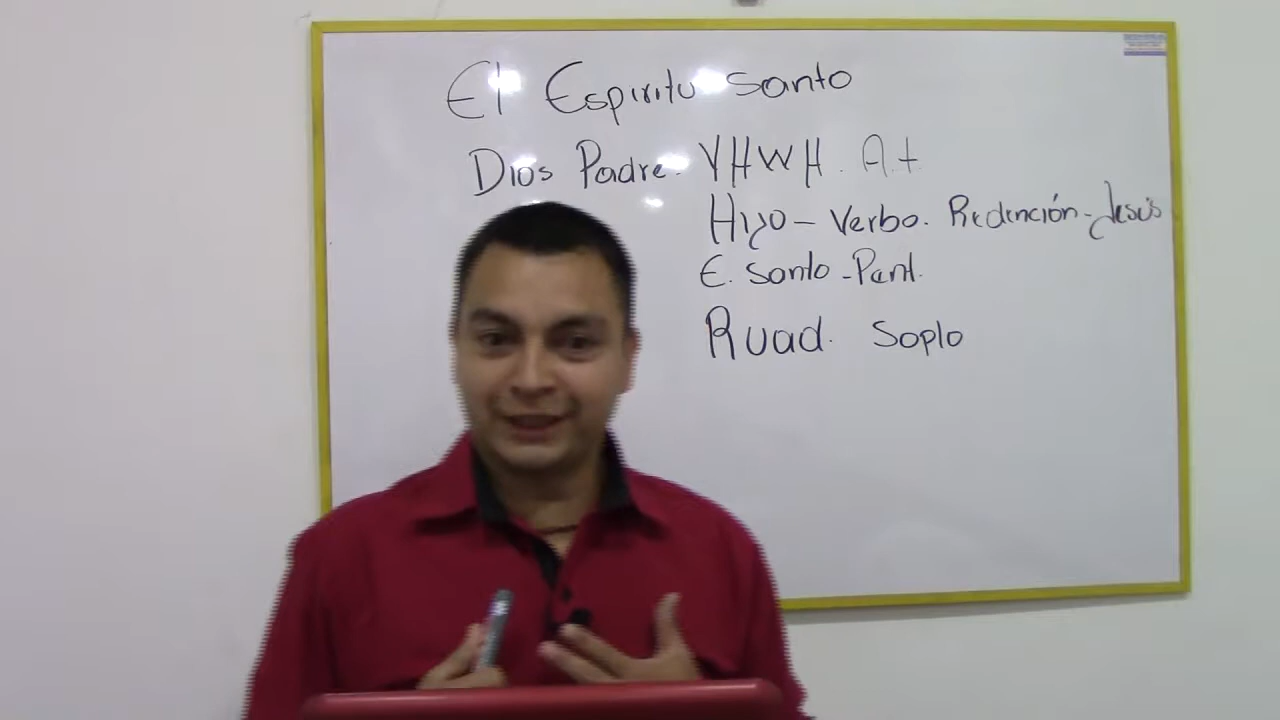 El Espiritu Santo
Dios Padre. YHWH. A.t.
Hijo - Verbo. Redención - Jesús
E. Santo - Pent.
Ruad. Soplo